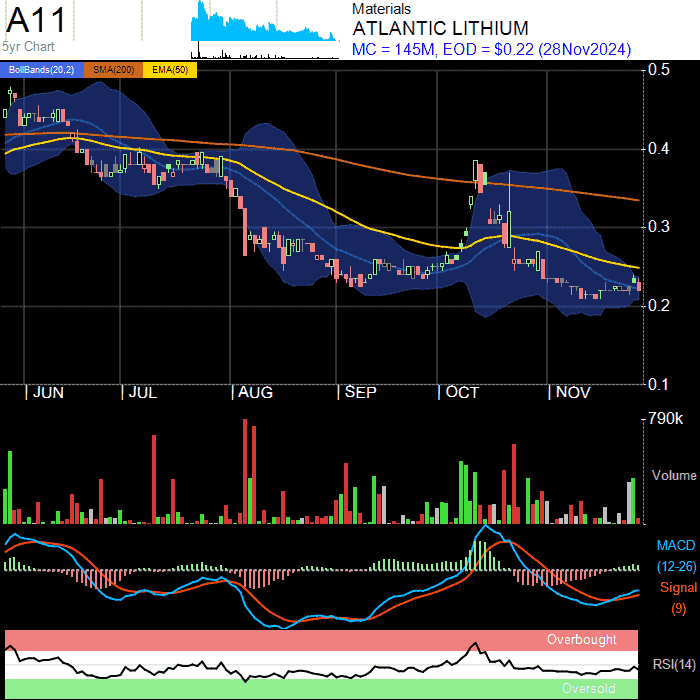 A11
5yr Chart
Materials
ATLANTIC LITHIUM
MC = 145M, EOD = $0.22 (28Nov2024)
BollBands(20,2) SMA(200) EMA(50)
0.5
0.4
0.3
0.2
0.1
JUN JUL AUG SEP OCT NOV
790k
Volume
MACD
(12-26)
Signal
(9)
Overbought
RSI(14)
Oversold